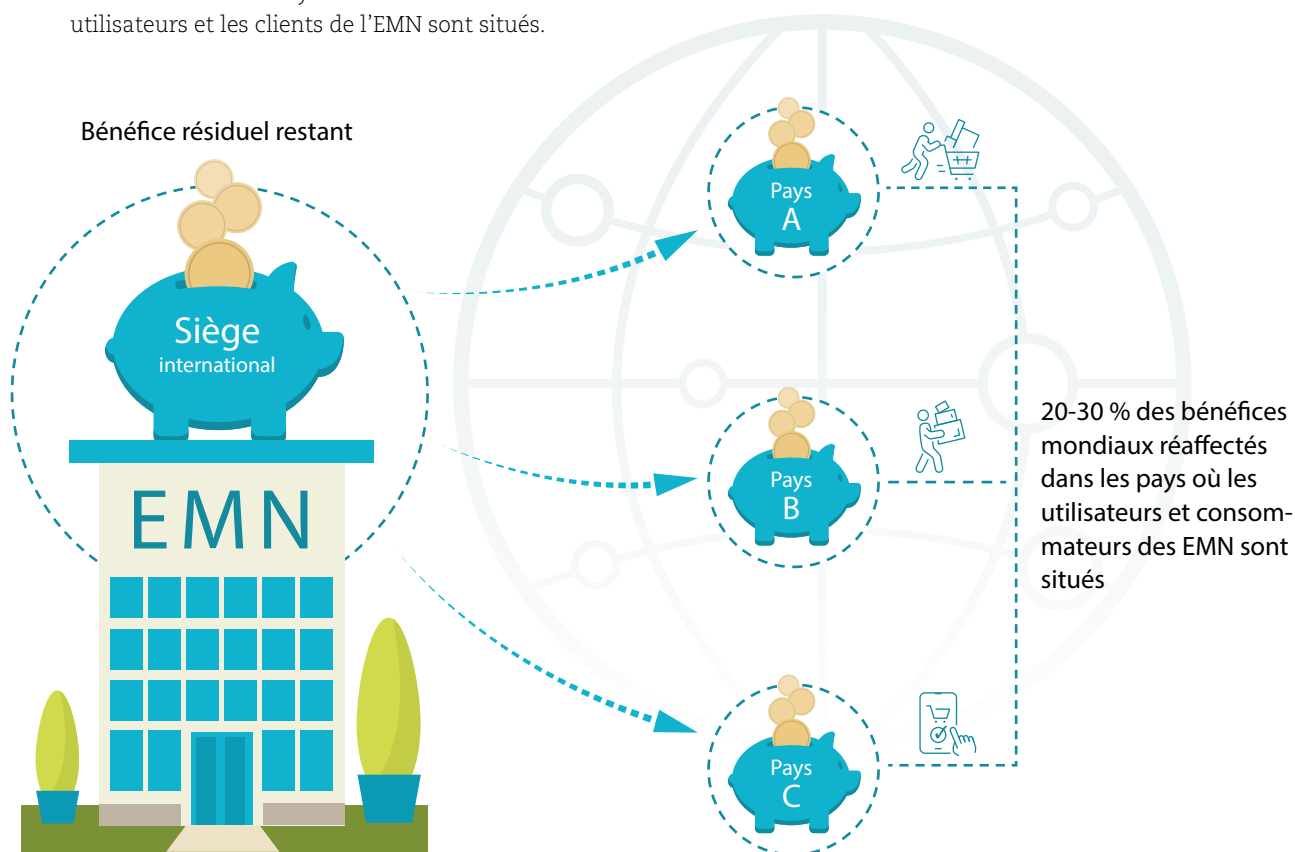 utilisateurs et les clients de l’EMN sont situés.
Bénéfice résiduel restant
Siège
international
EMN
Pays
A
Pays
B
Pays
C
20-30 % des bénéfices
mondiaux réaffectés
dans les pays où les
utilisateurs et consom-
mateurs des EMN sont
situés